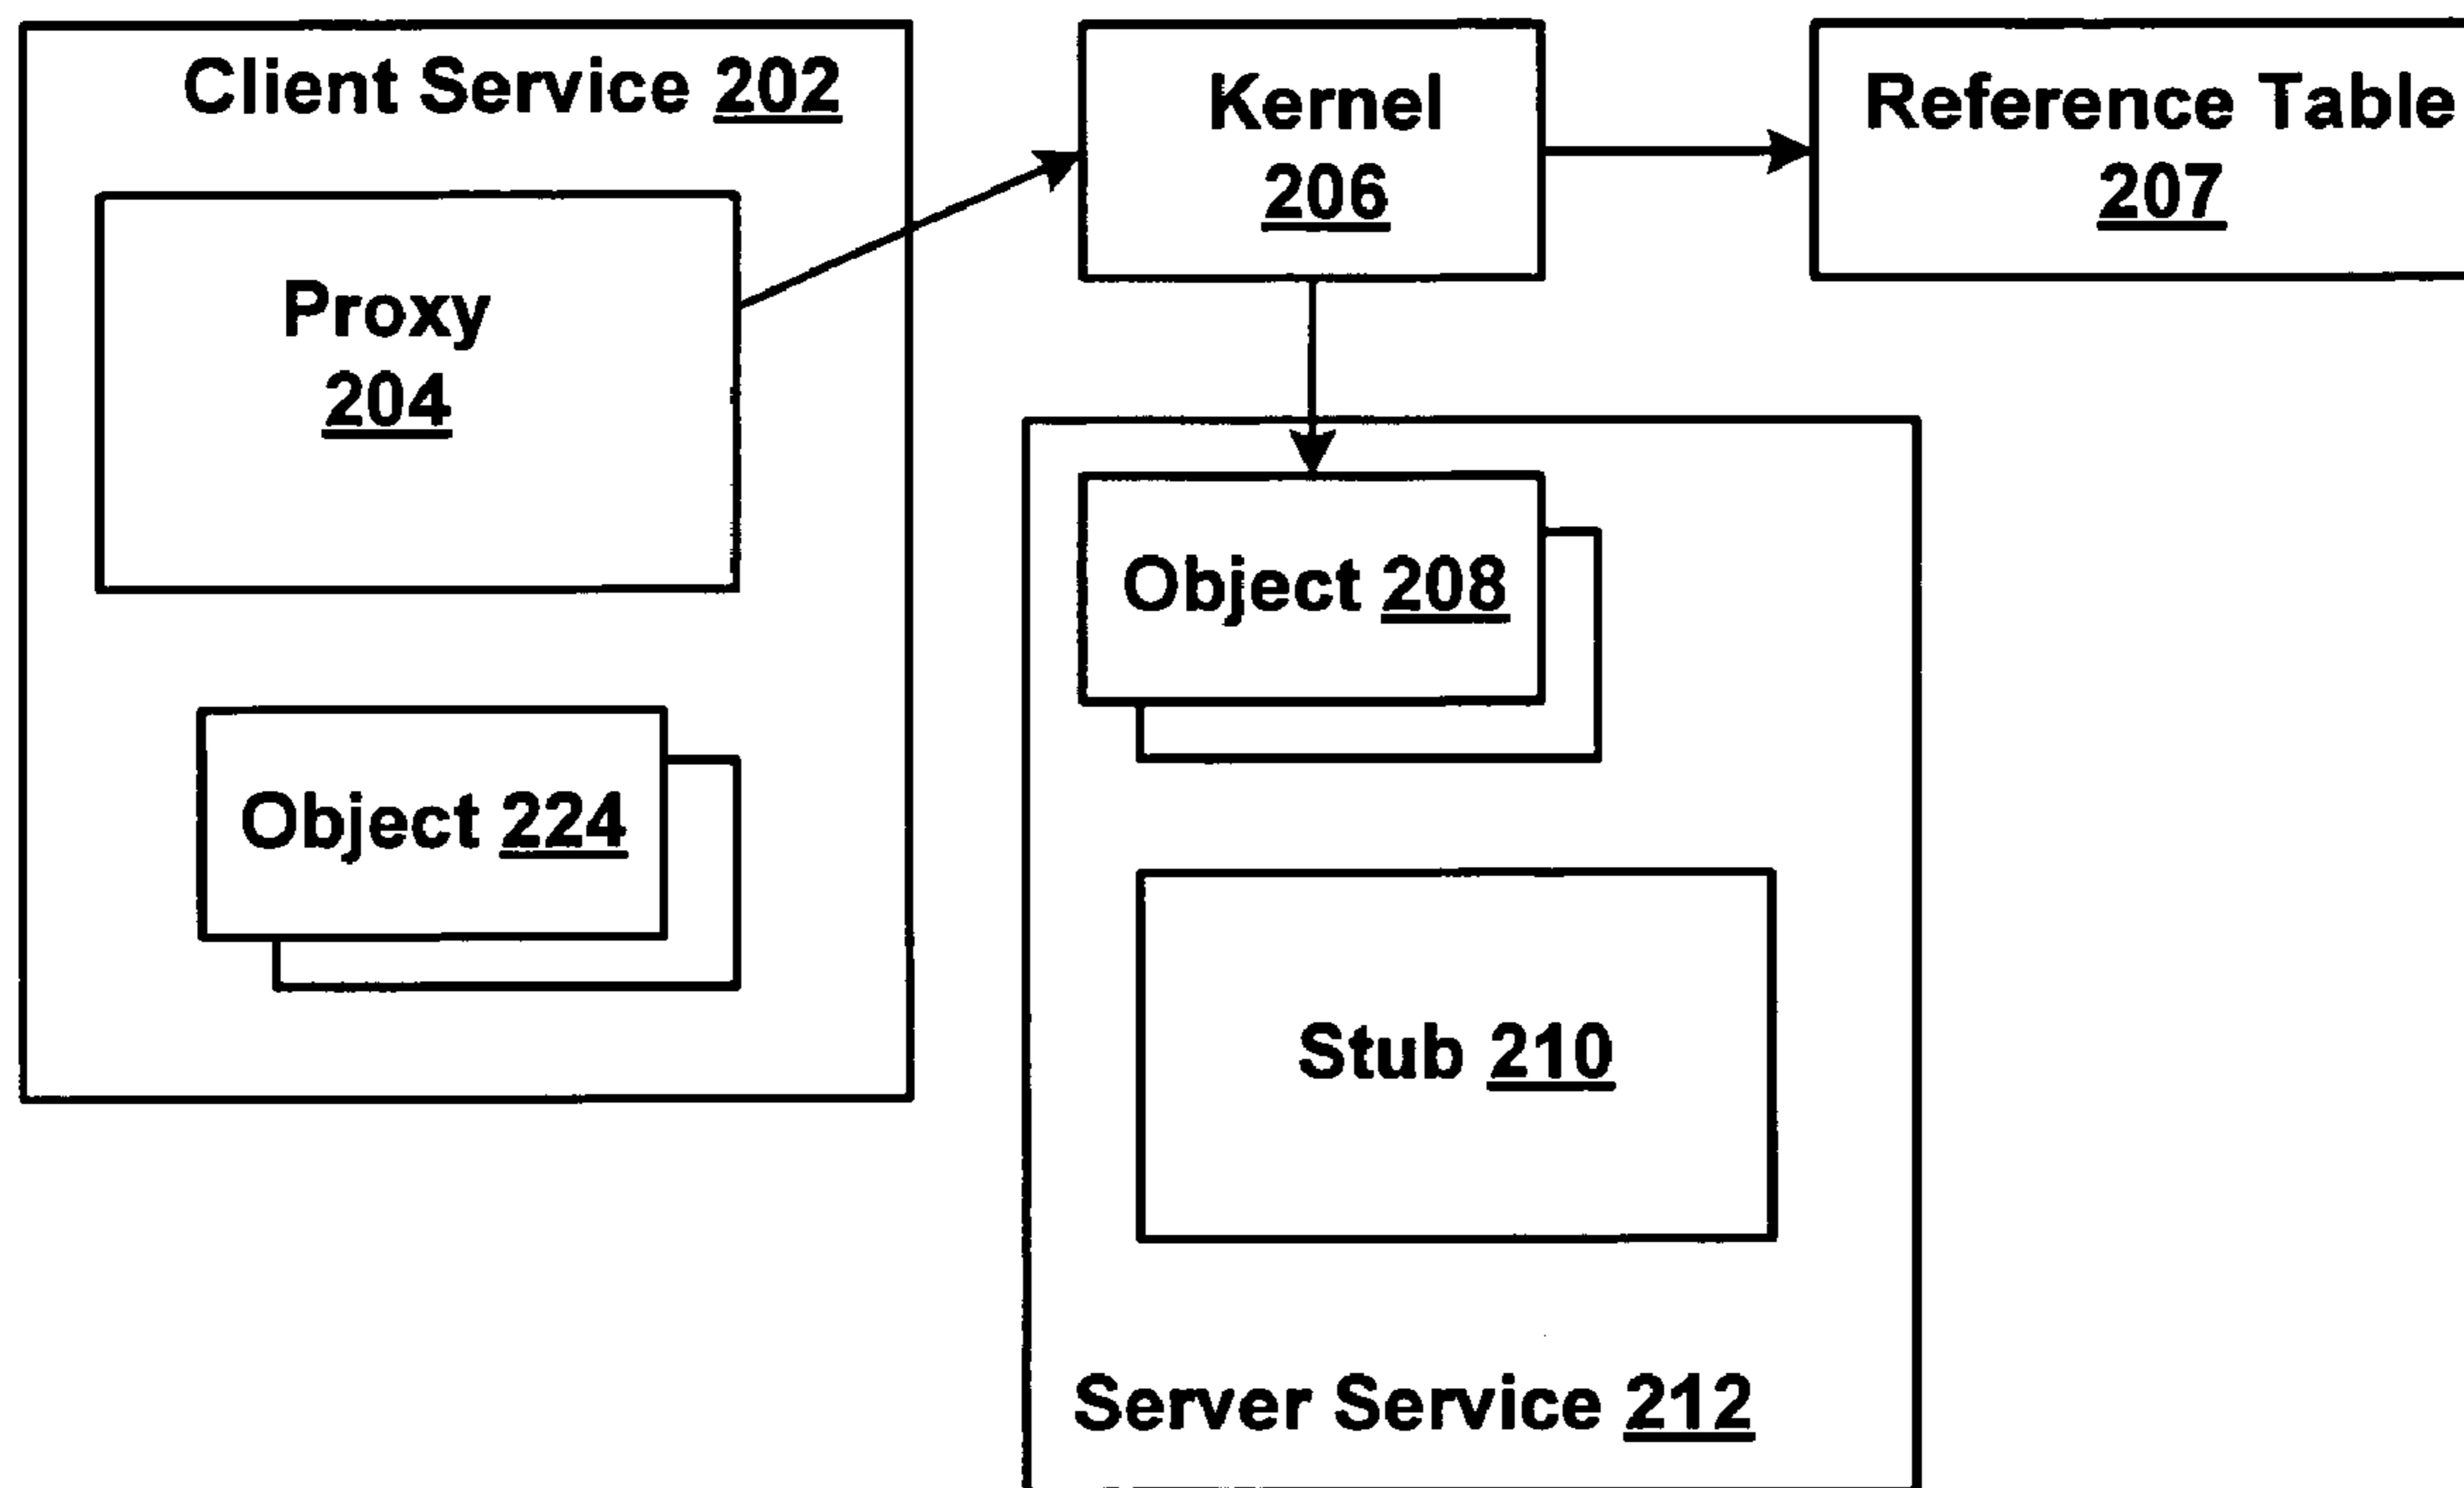 Client Service 202
Proxy
204
Object 224
Kernel
206
Reference Table
207
Object 208
Stub 210
Server Service 212